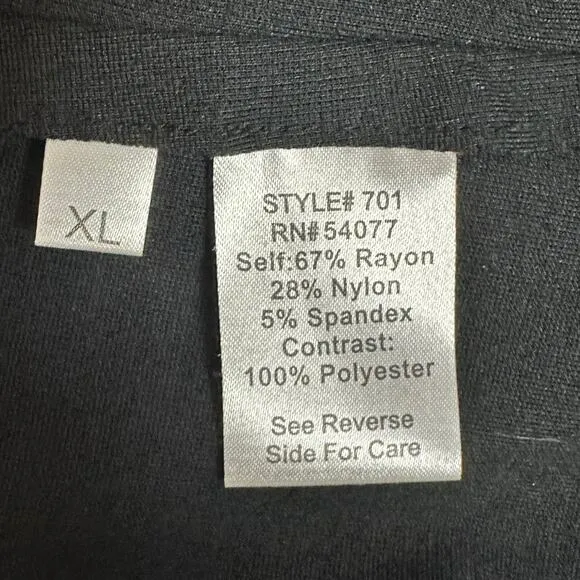 XL
STYLE# 701
RN# 54077
Self:67% Rayon
28% Nylon
5% Spandex
Contrast:
100% Polyester
See Reverse
Side For Care